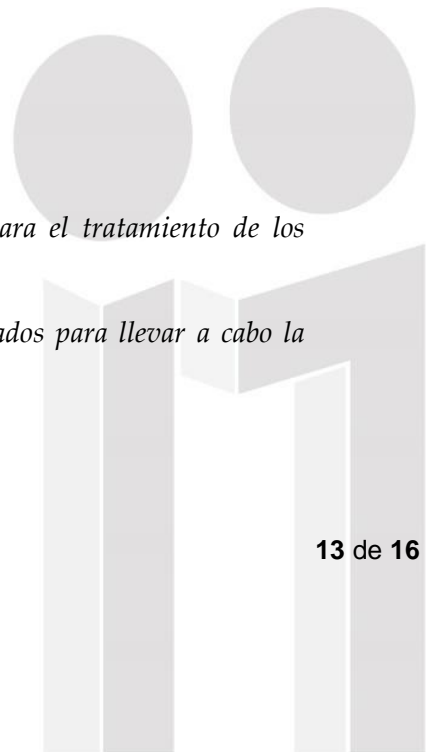 ara el tratamiento de los
ados para llevar a cabo la
13 de 16